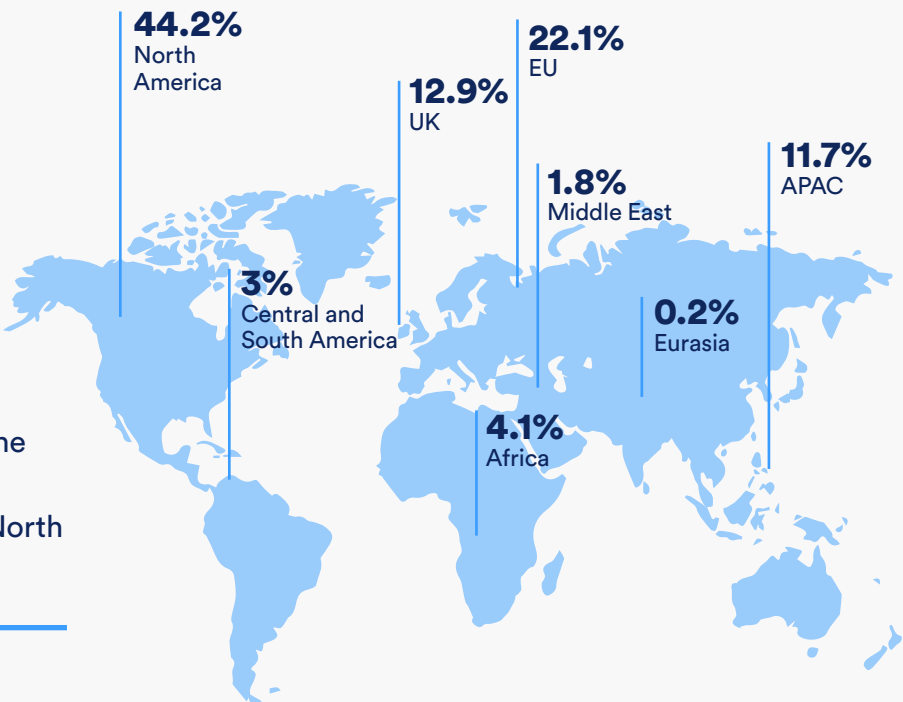 44.2%
North
America
22.1%
EU
12.9%
UK
11.7%
APAC
1.8%
Middle East
3%
Central and
South America
0.2%
Eurasia
4.1%
Africa
North